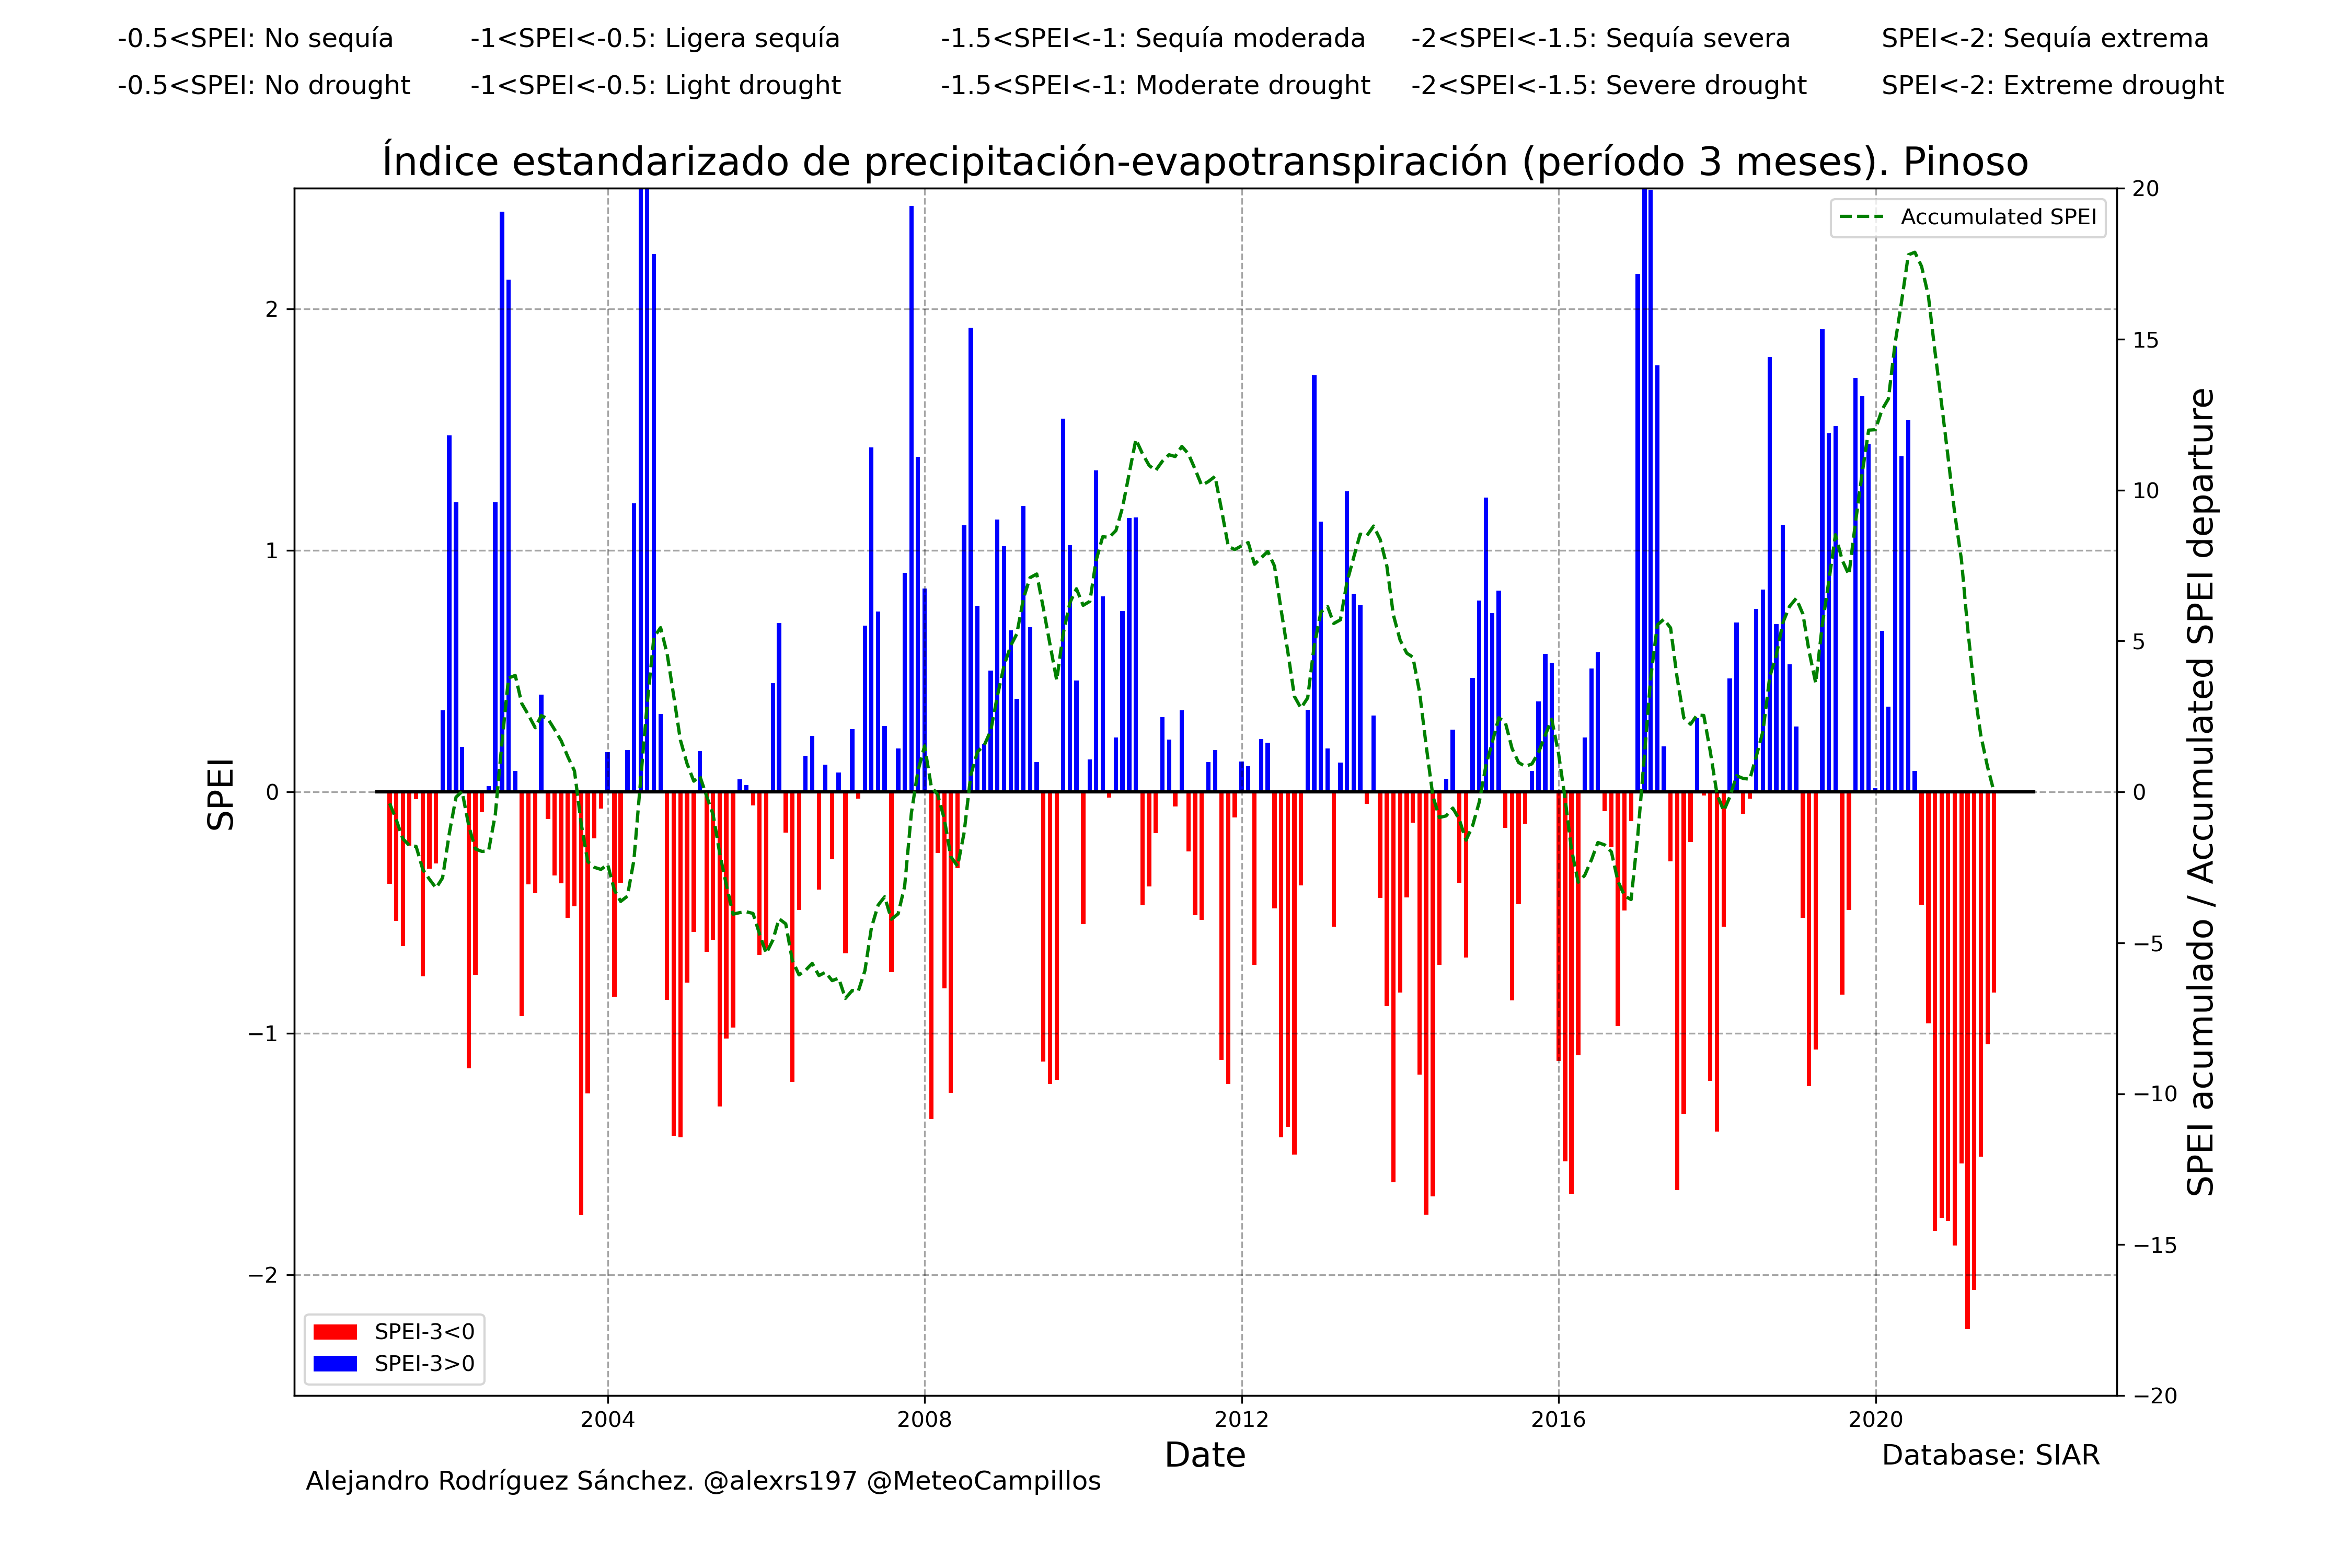 -0.5<SPEI: No sequía -1<SPEI<-0.5: Ligera sequía -1.5<SPEI<-1: Sequía moderada -2<SPEI<-1.5: Sequía severa SPEI<-2: Sequía extrema
-0.5<SPEI: No drought -1<SPEI<-0.5: Light drought -1.5<SPEI<-1: Moderate drought -2<SPEI<-1.5: Severe drought SPEI<-2: Extreme drought
Índice estandarizado de precipitación-evapotranspiración (período 3 meses). Pinoso
Accumulated SPEI
SPEI
2
1
0
−1
−2
20
15
10
5
0
−5
−10
−15
−20
SPEI acumulado / Accumulated SPEI departure
SPEI-3<0
SPEI-3>0
2004 2008 2012 2016 2020
Date
Database: SIAR
Alejandro Rodríguez Sánchez. @alexrs197 @MeteoCampillos